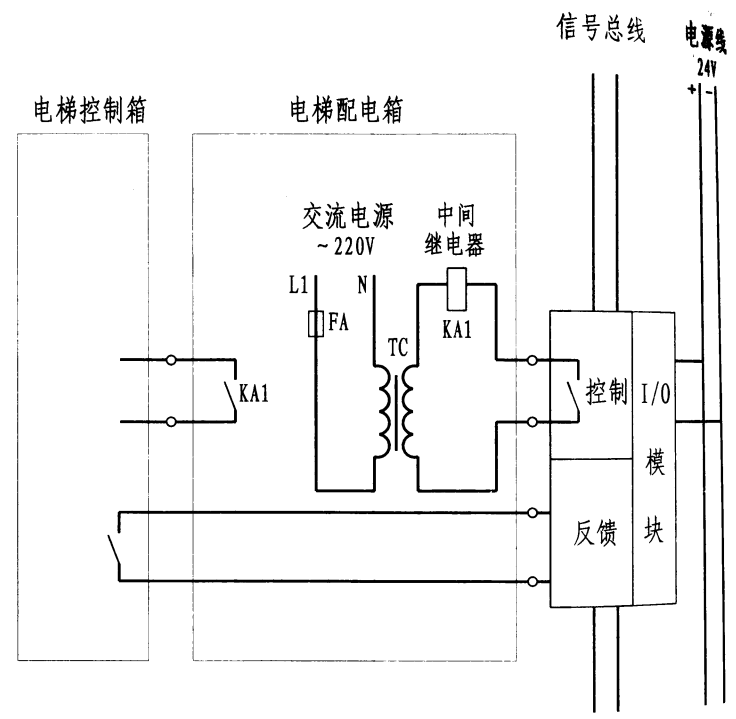 信号总线
电源线
24V
+ -
电梯控制箱
电梯配电箱
交流电源
~220V
中间
继电器
L1
N
FA
KA1
TC
KA1
控制
I/O
模
块
反馈